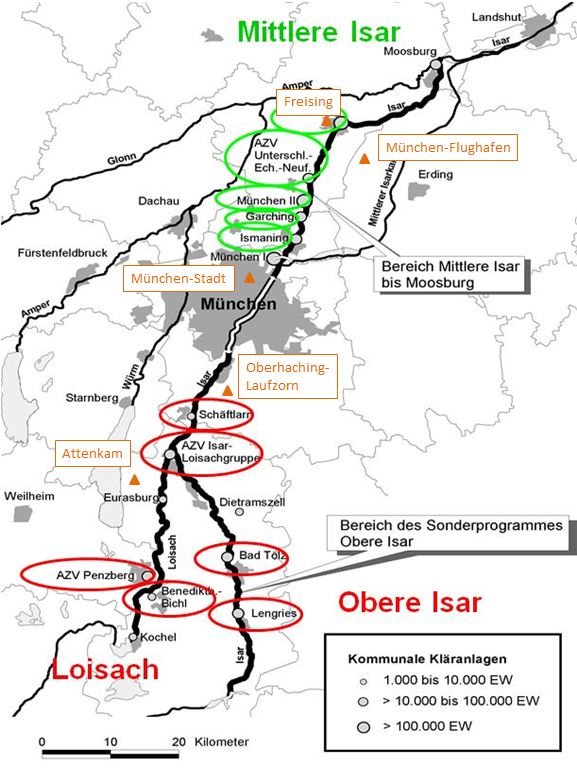 Mittlere Isar
Landshut
Moosburg
Isar
Amper
Freising
Isar
Glonn
AZV
Unterschl.-
Ech.-Neuf.
München-Flughafen
Mittlerer Isarka
Erding
Dachau
München II
Garching
Ismaning
München I
Fürstenfeldbruck
Bereich Mittlere Isar
bis Moosburg
München-Stadt
München
Amper
Würm
Isar
Oberhaching-
Laufzorn
Starnberg
Schäftlarn
AZV Isar-
Loisachgruppe
Attenkam
Weilheim
Eurasburg
Dietramszell
Bereich des Sonderprogrammes
Obere Isar
Loisach
Bad Tölz
AZV Penzberg
Benediktb.-
Bichl
Lengries
Obere Isar
Kochel
Isar
Loisach
Kommunale Kläranlagen
1.000 bis 10.000 EW
> 10.000 bis 100.000 EW
> 100.000 EW
0 10 20 Kilometer